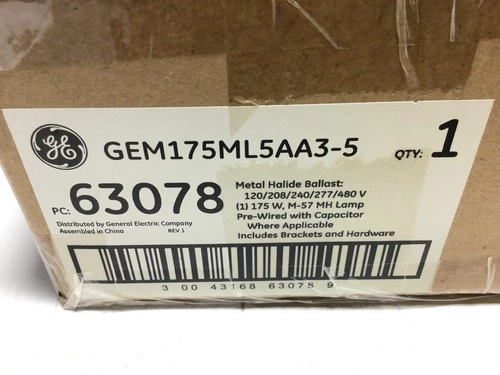 GE
GEM175ML5AA3-5
QTY: 1
PC: 63078
Metal Halide Ballast:
120/208/240/277/480 V
(1) 175 W, M-57 MH Lamp
Pre-Wired with Capacitor
Where Applicable
Includes Brackets and Hardware
Distributed by General Electric Company
Assembled in China
REV 1
3 00 43168 63078 9